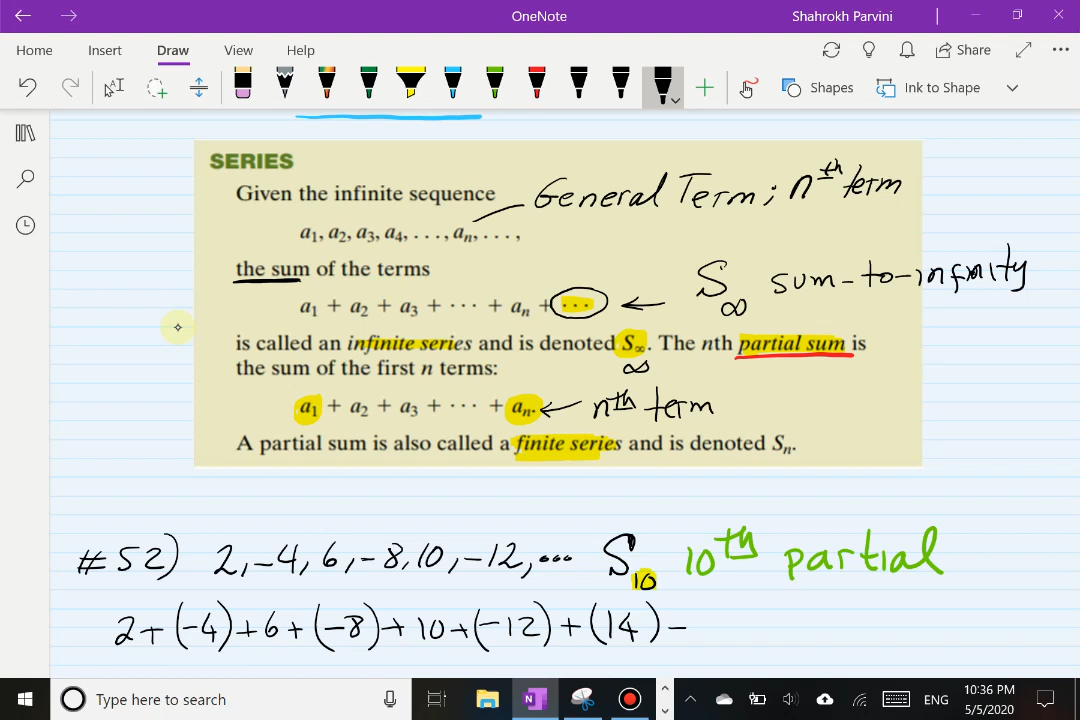 OneNote
Shahrokh Parvini
Home Insert Draw View Help
Share
Shapes
Ink to Shape
SERIES
Given the infinite sequence
General Term; nth term
a1, a2, a3, a4, . . . , an, . . . ,
the sum of the terms
S∞ sum-to-infinity
a1 + a2 + a3 + · · · + an + · · ·
is called an infinite series and is denoted S∞. The nth partial sum is
∞
the sum of the first n terms:
a1 + a2 + a3 + · · · + an.
nth term
A partial sum is also called a finite series and is denoted Sn.
#52) 2, -4, 6, -8, 10, -12, ... S10 10th partial
2+(-4)+6+(-8)+10+(-12)+(14)-
Type here to search
ENG
10:36 PM
5/5/2020